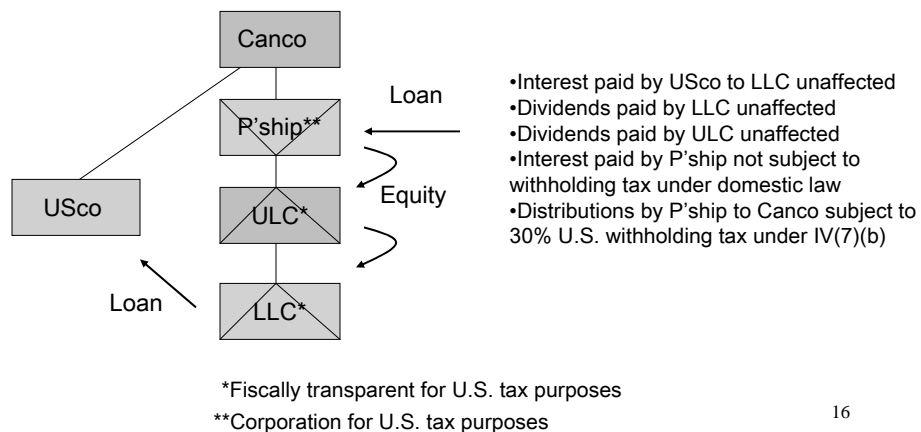 Canco
P'ship**
Loan
USco
ULC*
Equity
Loan
LLC*
•Interest paid by USco to LLC unaffected
•Dividends paid by LLC unaffected
•Dividends paid by ULC unaffected
•Interest paid by P'ship not subject to
withholding tax under domestic law
•Distributions by P'ship to Canco subject to
30% U.S. withholding tax under IV(7)(b)
*Fiscally transparent for U.S. tax purposes
**Corporation for U.S. tax purposes
16